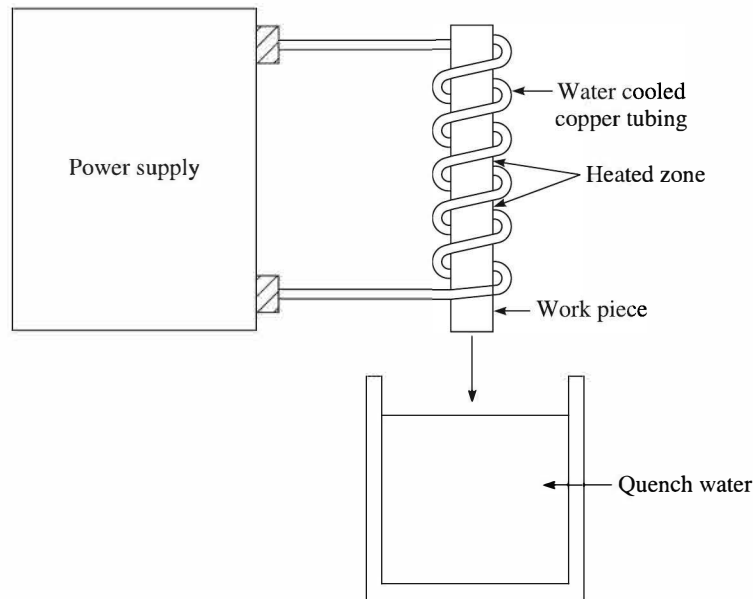 Water cooled
copper tubing
Power supply
Heated zone
Work piece
Quench water